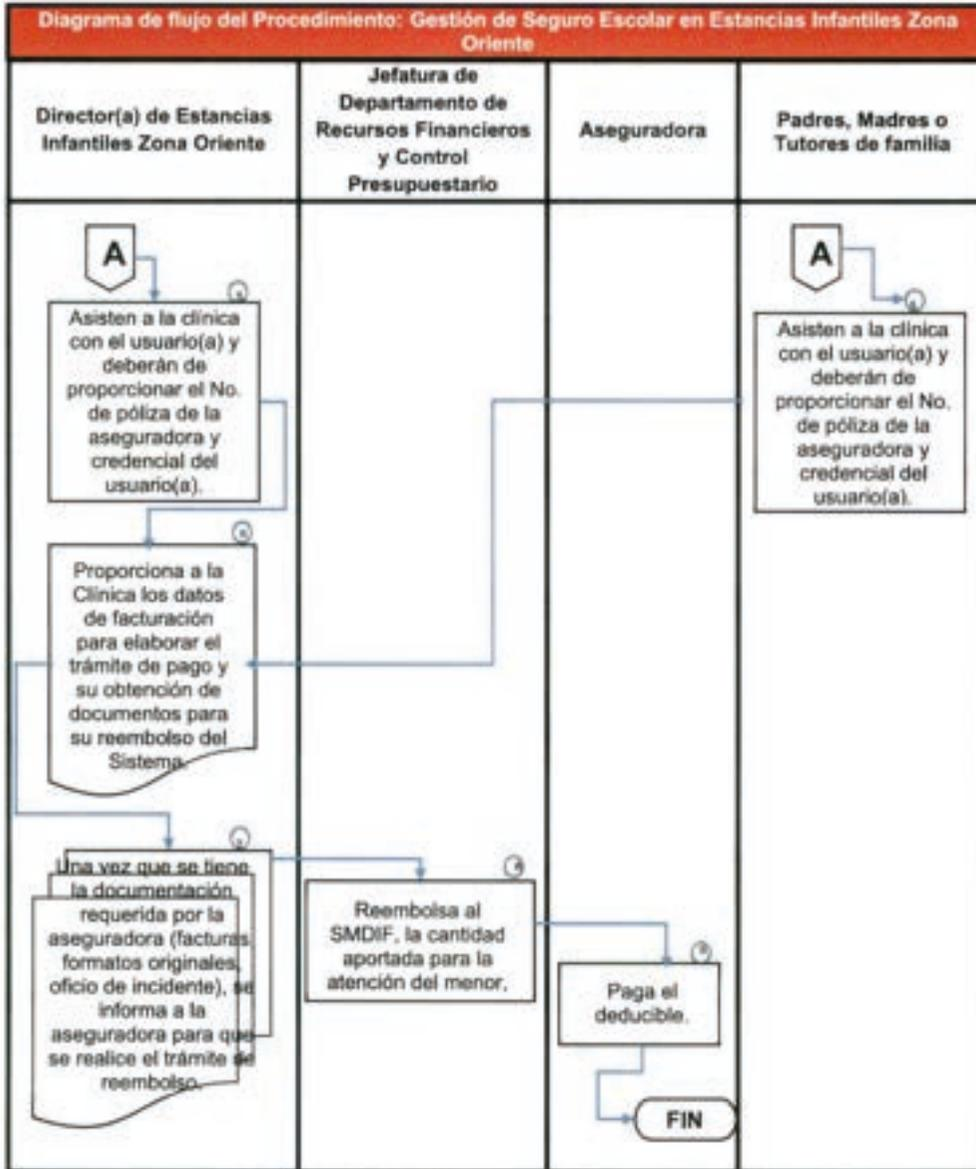 Diagrama de flujo del Procedimiento: Gestión de Seguro Escolar en Estancias Infantiles Zona
Oriente
Director(a) de Estancias
Infantiles Zona Oriente
Jefatura de
Departamento de
Recursos Financieros
y Control
Presupuestario
Aseguradora
Padres, Madres o
Tutores de familia
A
Asisten a la clínica
con el usuario(a) y
deberán de
proporcionar el No.
de póliza de la
aseguradora y
credencial del
usuario(a).
A
Asisten a la clínica
con el usuario(a) y
deberán de
proporcionar el No.
de póliza de la
aseguradora y
credencial del
usuario(a).
Proporciona a la
Clínica los datos
de facturación
para elaborar el
trámite de pago y
su obtención de
documentos para
su reembolso del
Sistema.
Una vez que se tiene
la documentación
requerida por la
aseguradora (facturas,
formatos originales,
oficio de incidente), se
informa a la
aseguradora para que
se realice el trámite de
reembolso.
Reembolsa al
SMDIF, la cantidad
aportada para la
atención del menor.
Paga el
deducible.
FIN